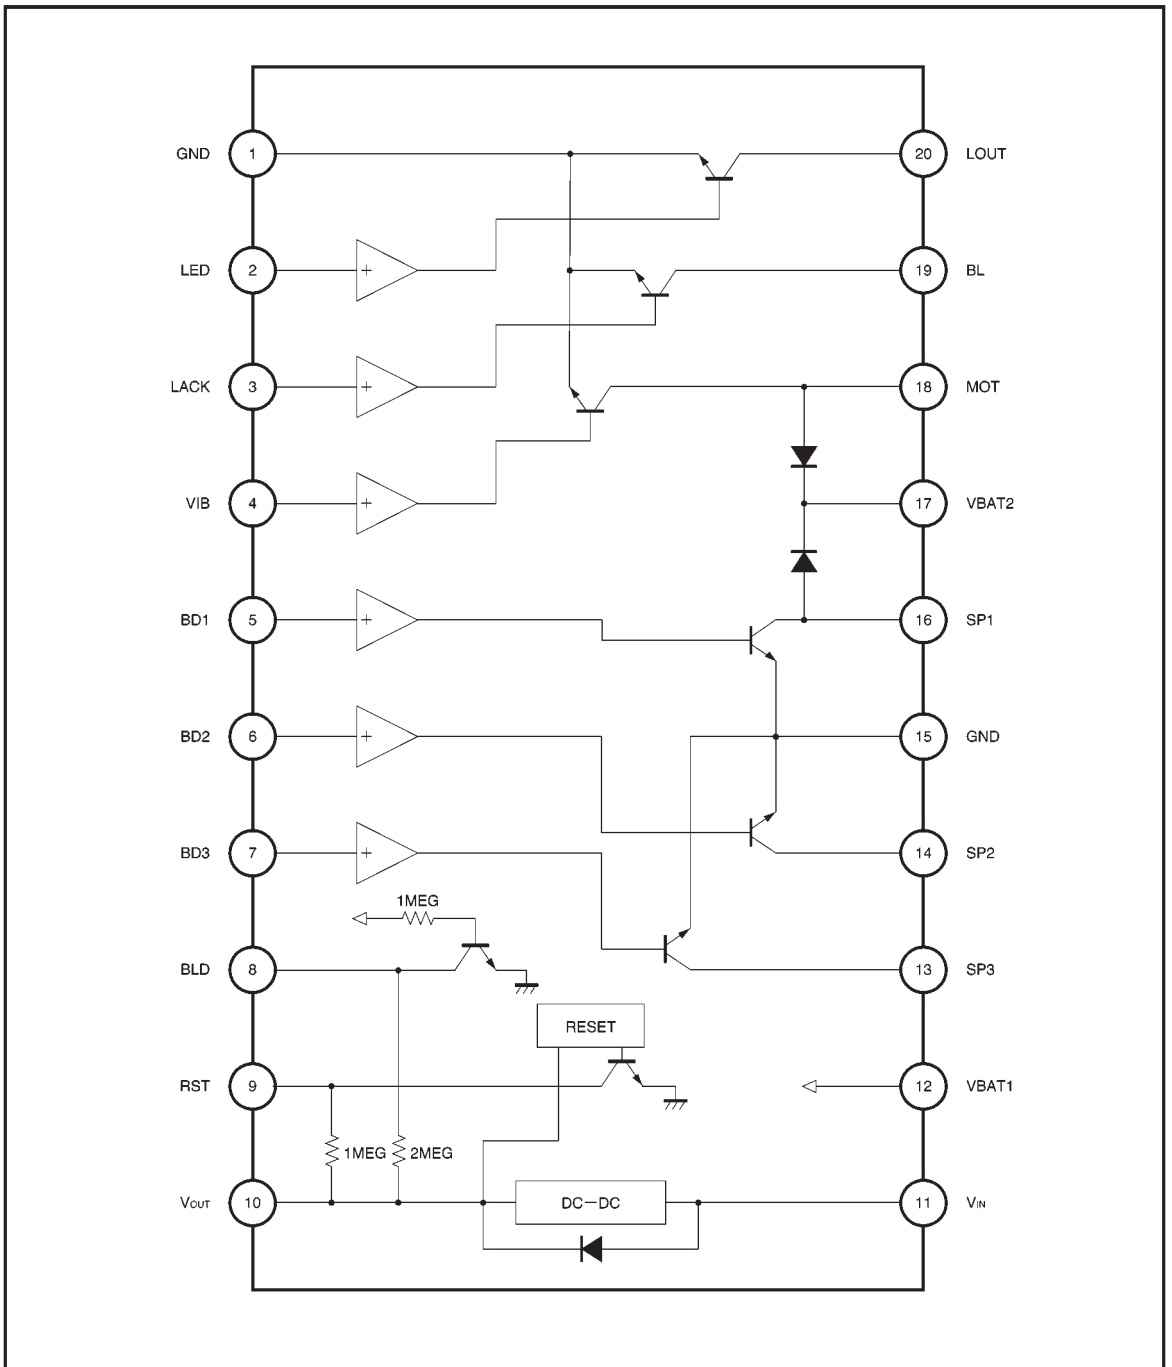 GND 1 20 LOUT
LED 2 + 19 BL
LACK 3 + 18 MOT
VIB 4 + 17 VBAT2
BD1 5 + 16 SP1
BD2 6 + 15 GND
BD3 7 + 14 SP2
1MEG
BLD 8 13 SP3
RESET
RST 9 12 VBAT1
1MEG 2MEG
VOUT 10 DC−DC 11 VIN